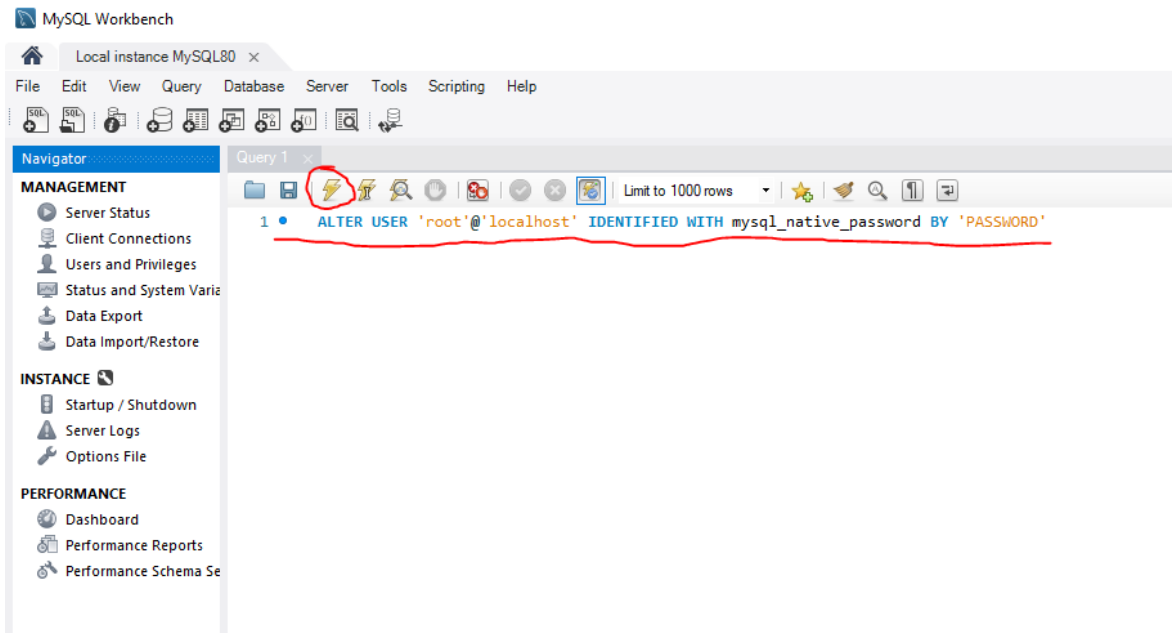 MySQL Workbench
Local instance MySQL80 ×
File Edit View Query Database Server Tools Scripting Help
Navigator
Query 1 ×
MANAGEMENT
Server Status
Client Connections
Users and Privileges
Status and System Varia
Data Export
Data Import/Restore
INSTANCE
Startup / Shutdown
Server Logs
Options File
PERFORMANCE
Dashboard
Performance Reports
Performance Schema Se
Limit to 1000 rows
1 ALTER USER 'root'@'localhost' IDENTIFIED WITH mysql_native_password BY 'PASSWORD'